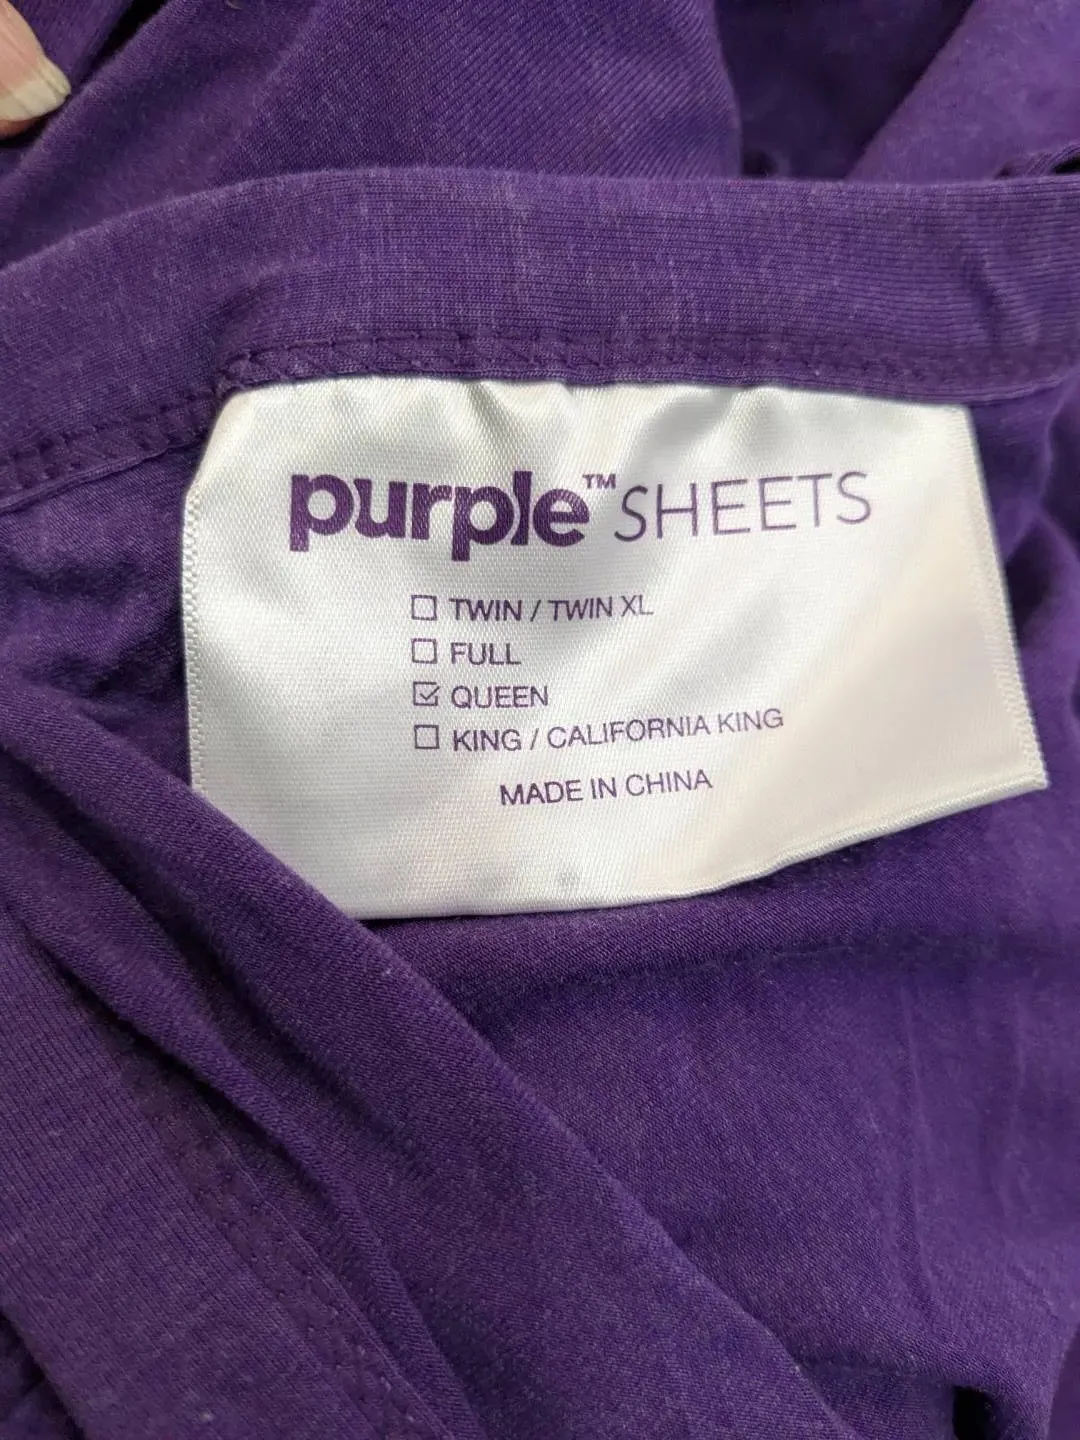 purple™ SHEETS
☐ TWIN / TWIN XL
☐ FULL
☑ QUEEN
☐ KING / CALIFORNIA KING
MADE IN CHINA